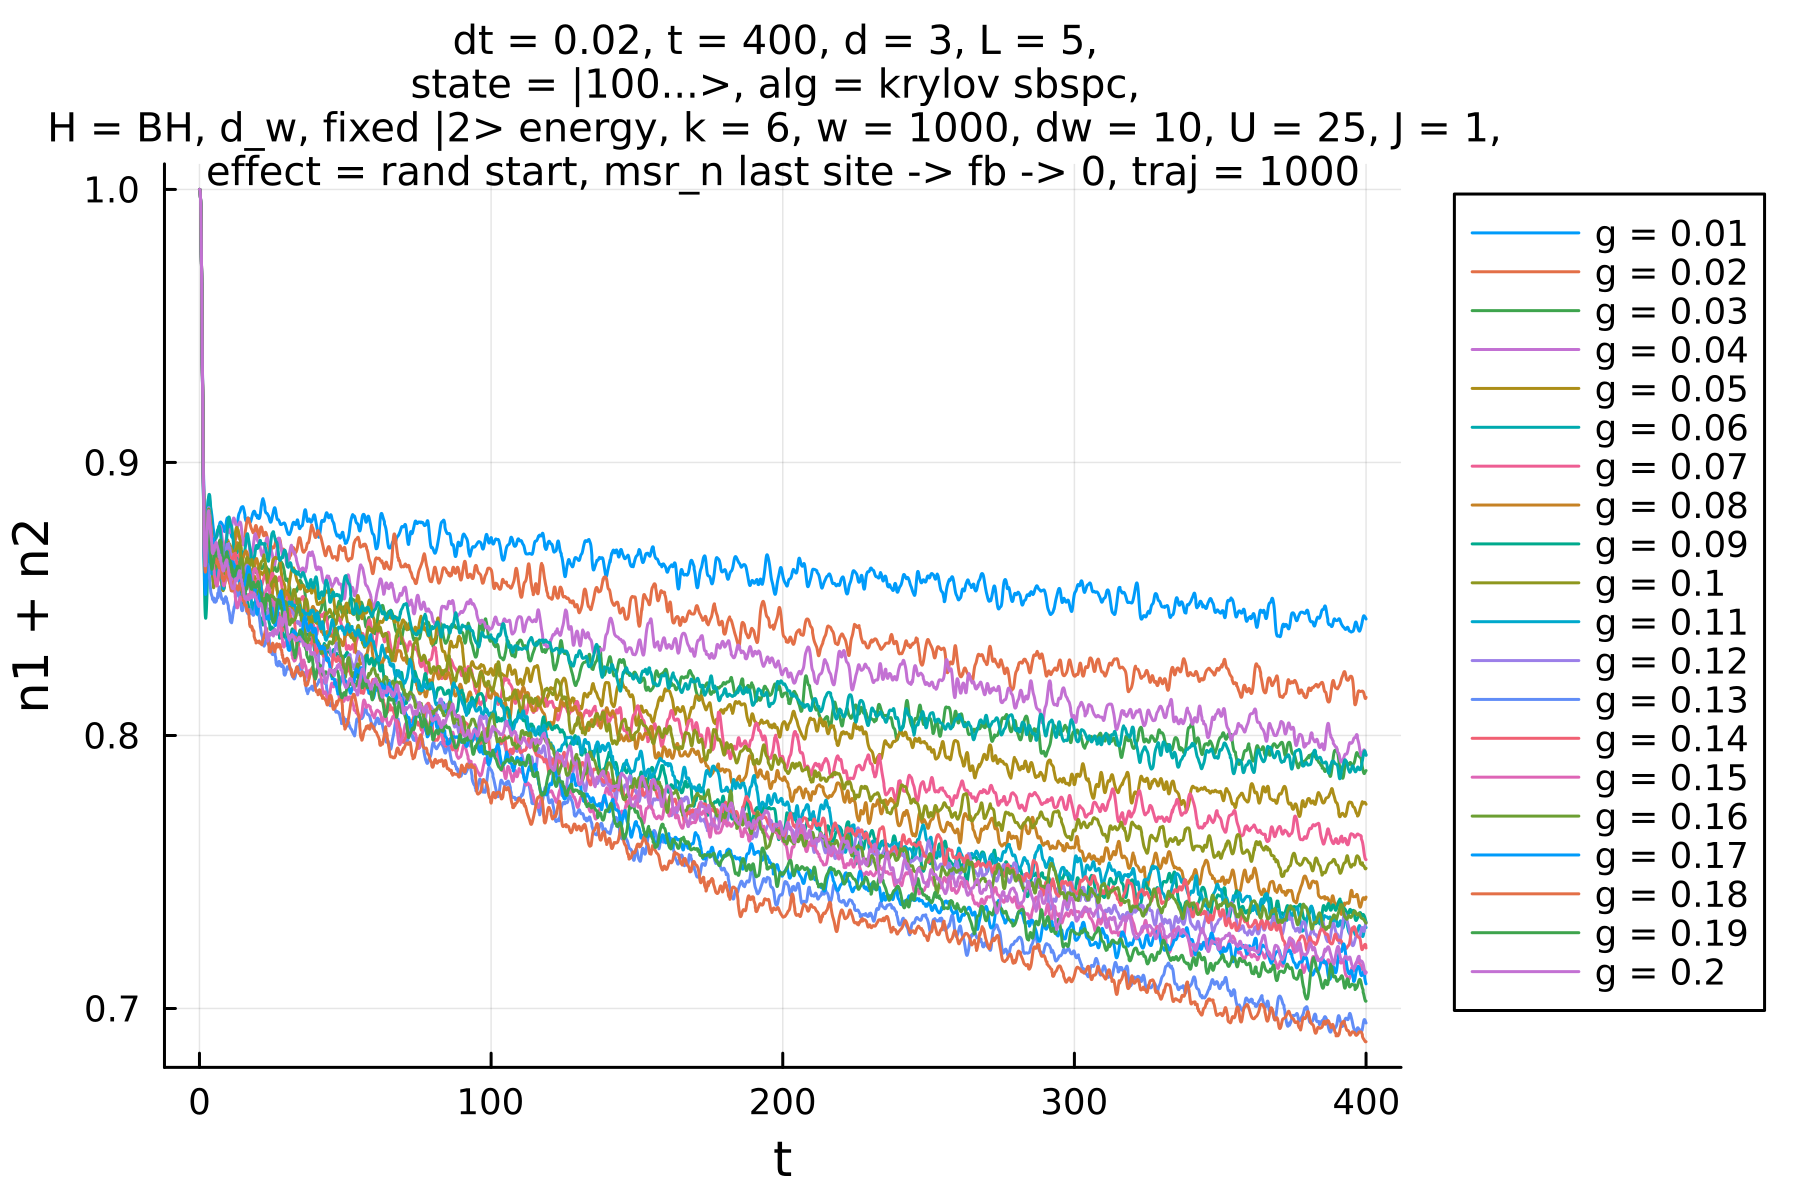 dt = 0.02, t = 400, d = 3, L = 5,
state = |100...>, alg = krylov sbspc,
H = BH, d_w, fixed |2> energy, k = 6, w = 1000, dw = 10, U = 25, J = 1,
effect = rand start, msr_n last site -> fb -> 0, traj = 1000
1.0
0.9
0.8
0.7
n1 + n2
0
100
200
300
400
t
g = 0.01
g = 0.02
g = 0.03
g = 0.04
g = 0.05
g = 0.06
g = 0.07
g = 0.08
g = 0.09
g = 0.1
g = 0.11
g = 0.12
g = 0.13
g = 0.14
g = 0.15
g = 0.16
g = 0.17
g = 0.18
g = 0.19
g = 0.2